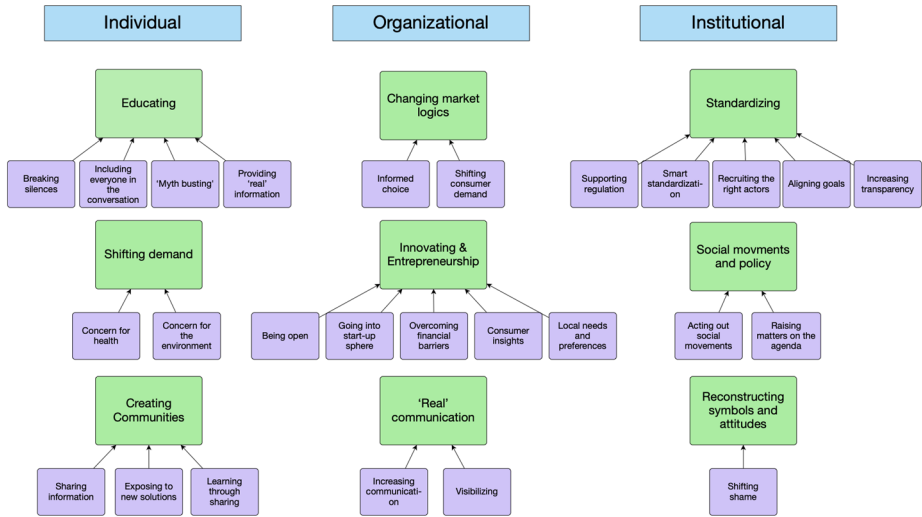 Individual
Organizational
Institutional
Educating
Changing market
logics
Standardizing
Breaking
silences
Including
everyone in
the
conversation
'Myth busting'
Providing
'real'
information
Informed
choice
Shifting
consumer
demand
Supporting
regulation
Smart
standardizati-
on
Recruiting the
right actors
Aligning goals
Increasing
transparency
Shifting demand
Innovating &
Entrepreneurship
Social movments
and policy
Concern for
health
Concern for
the
environment
Being open
Going into
start-up
sphere
Overcoming
financial
barriers
Consumer
insights
Local needs
and
preferences
Acting out
social
movements
Raising
matters on the
agenda
Creating
Communities
'Real'
communication
Reconstructing
symbols and
attitudes
Sharing
information
Exposing to
new solutions
Learning
through
sharing
Increasing
communicati-
on
Visibilizing
Shifting
shame